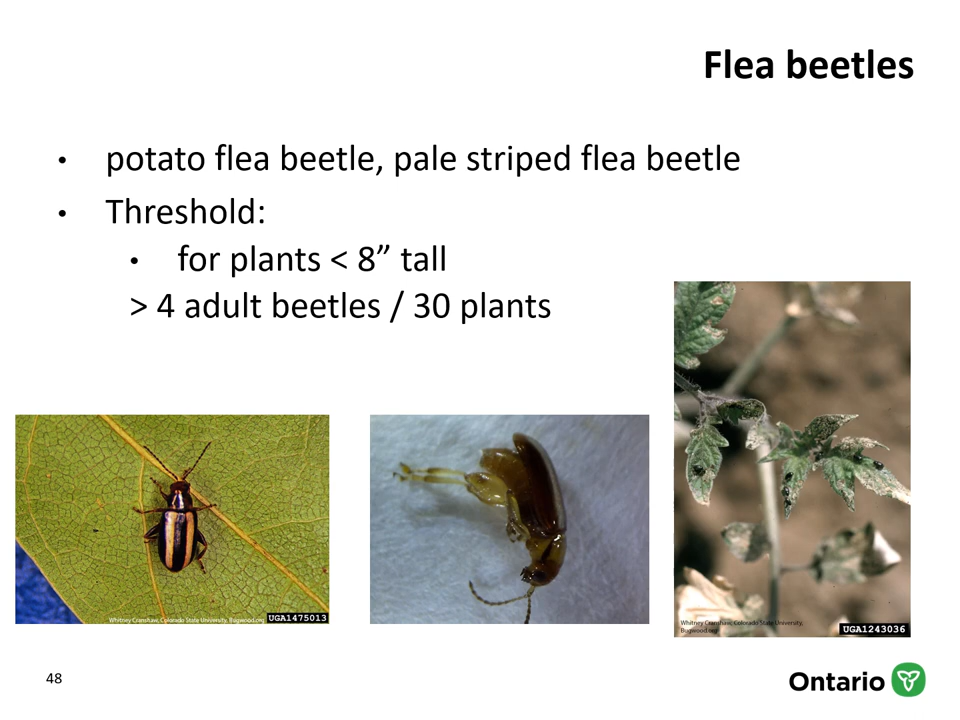 Flea beetles
• potato flea beetle, pale striped flea beetle
• Threshold:
• for plants < 8” tall
> 4 adult beetles / 30 plants
Whitney Cranshaw, Colorado State University, Bugwood.org
UGA1475013
Whitney Cranshaw, Colorado State University,
Bugwood.org
UGA1243036
48
Ontario